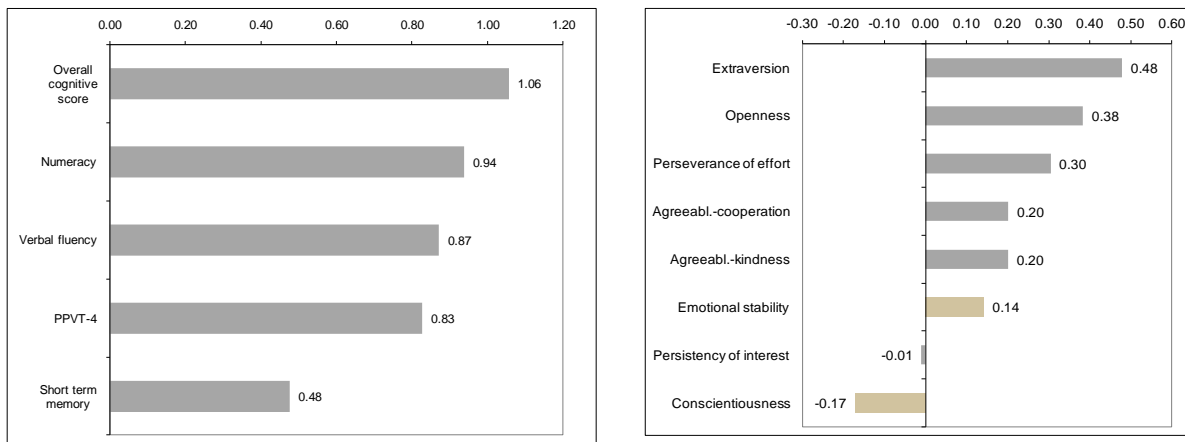 0.00 0.20 0.40 0.60 0.80 1.00 1.20
Overall
cognitive
score
1.06
Numeracy
0.94
Verbal fluency
0.87
PPVT-4
0.83
Short term
memory
0.48
-0.30 -0.20 -0.10 0.00 0.10 0.20 0.30 0.40 0.50 0.60
Extraversion
0.48
Openness
0.38
Perseverance of effort
0.30
Agreeabl.-cooperation
0.20
Agreeabl.-kindness
0.20
Emotional stability
0.14
Persistency of interest
-0.01
Conscientiousness
-0.17